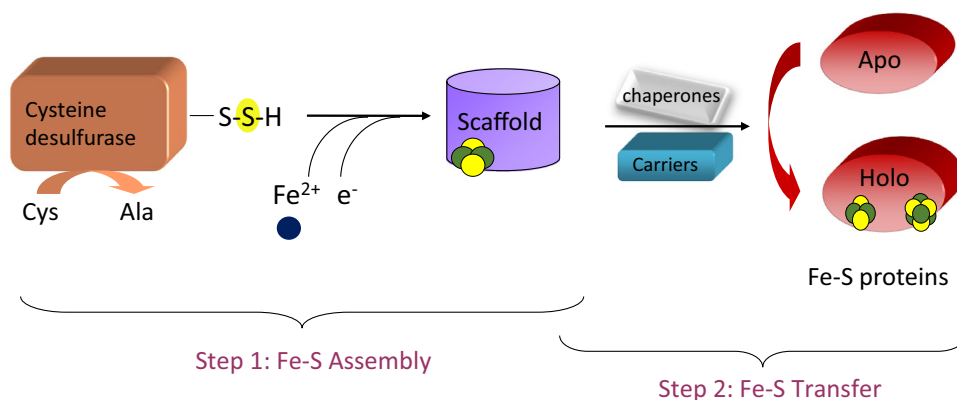 Cysteine
desulfurase
S-S-H
Cys
Ala
Fe²⁺
e⁻
Scaffold
chaperones
Carriers
Apo
Holo
Fe-S proteins
Step 1: Fe-S Assembly
Step 2: Fe-S Transfer